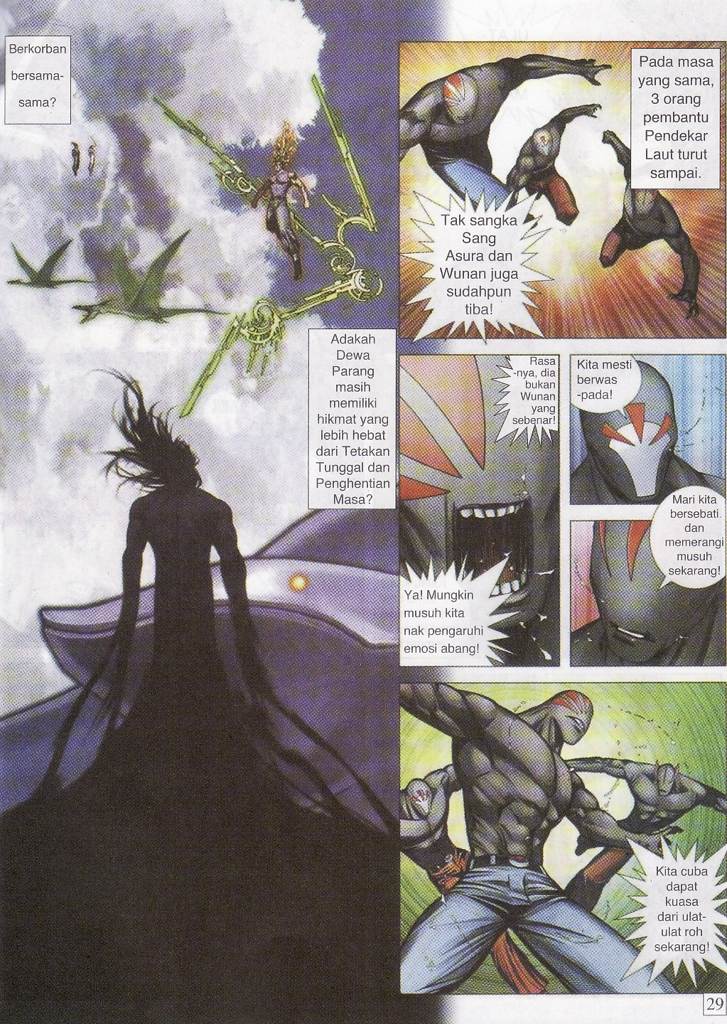 Berkorban
bersama-
sama?
Adakah
Dewa
Parang
masih
memiliki
hikmat yang
lebih hebat
dari Tetakan
Tunggal dan
Penghentian
Masa?
Pada masa
yang sama,
3 orang
pembantu
Pendekar
Laut turut
sampai.
Tak sangka
Sang
Asura dan
Wunan juga
sudahpun
tiba!
Rasa
-nya, dia
bukan
Wunan
yang
sebenar!
Ya! Mungkin
musuh kita
nak pengaruhi
emosi abang!
Kita mesti
berwas
-pada!
Mari kita
bersebati
dan
memerangi
musuh
sekarang!
Kita cuba
dapat
kuasa
dari ulat-
ulat roh
sekarang!
29